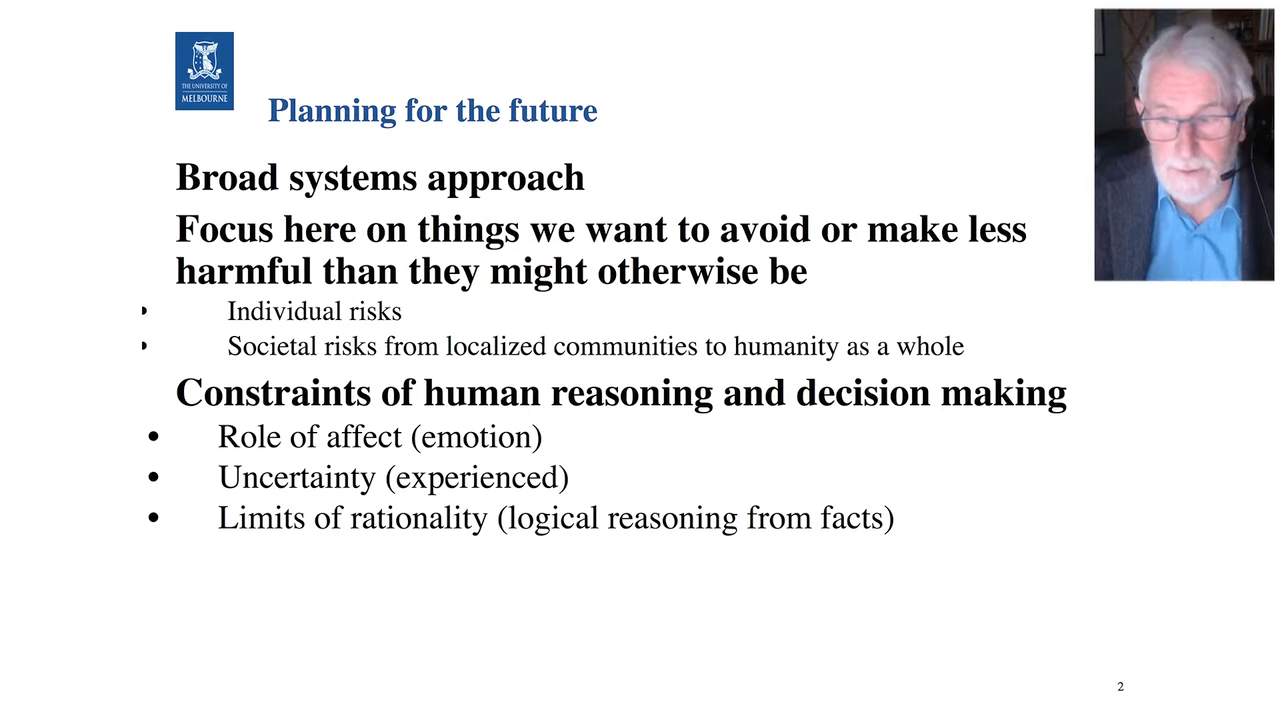 THE UNIVERSITY OF
MELBOURNE
Planning for the future
Broad systems approach
Focus here on things we want to avoid or make less
harmful than they might otherwise be
• Individual risks
• Societal risks from localized communities to humanity as a whole
Constraints of human reasoning and decision making
• Role of affect (emotion)
• Uncertainty (experienced)
• Limits of rationality (logical reasoning from facts)
2